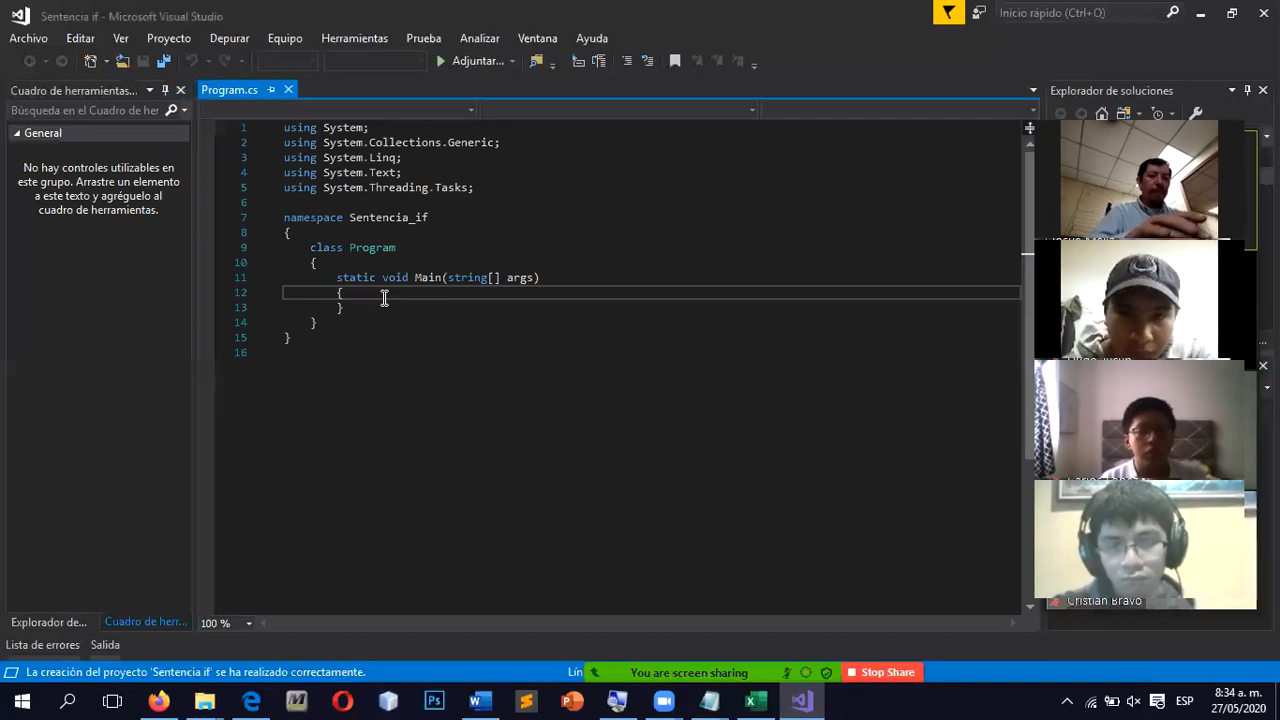 Sentencia if - Microsoft Visual Studio
Inicio rápido (Ctrl+O)
Archivo Editar Ver Proyecto Depurar Equipo Herramientas Prueba Analizar Ventana Ayuda
Adjuntar...
Cuadro de herramientas...
Program.cs
Explorador de soluciones
Búsqueda en el Cuadro de her
General
No hay controles utilizables en
este grupo. Arrastre un elemento
a este texto y agréguelo al
cuadro de herramientas.
1 using System;
2 using System.Collections.Generic;
3 using System.Linq;
4 using System.Text;
5 using System.Threading.Tasks;
6
7 namespace Sentencia_if
8 {
9 class Program
10 {
11 static void Main(string[] args)
12 {
13 }
14 }
15 }
16
Cristian Bravo
100 %
Explorador de... Cuadro de herr...
Lista de errores Salida
La creación del proyecto 'Sentencia if' se ha realizado correctamente.
Lín
You are screen sharing
Stop Share
ESP
8:34 a. m.
27/05/2020